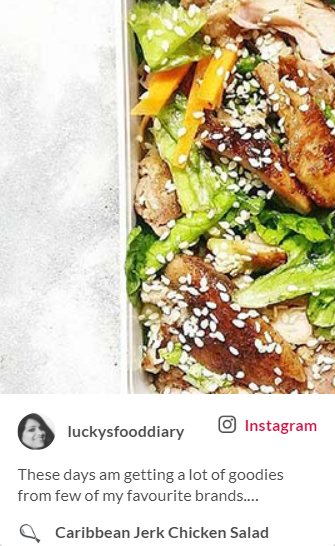 luckysfooddiary
Instagram
These days am getting a lot of goodies
from few of my favourite brands....
Caribbean Jerk Chicken Salad